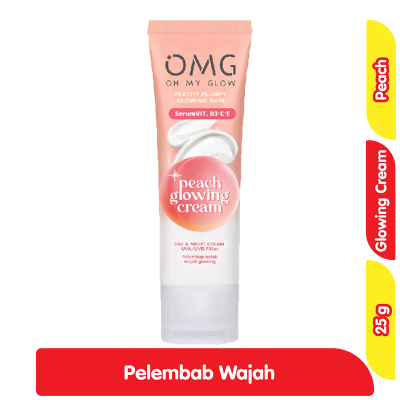 OMG
OH MY GLOW
PEACHY PLUMPY
GLOWING SKIN
SerumVIT. B3•C•E
peach
glowing
cream
DAY & NIGHT CREAM
UVA/UVB Filter
Pelembap untuk
wajah glowing
Peach
Glowing Cream
25 g
Pelembab Wajah